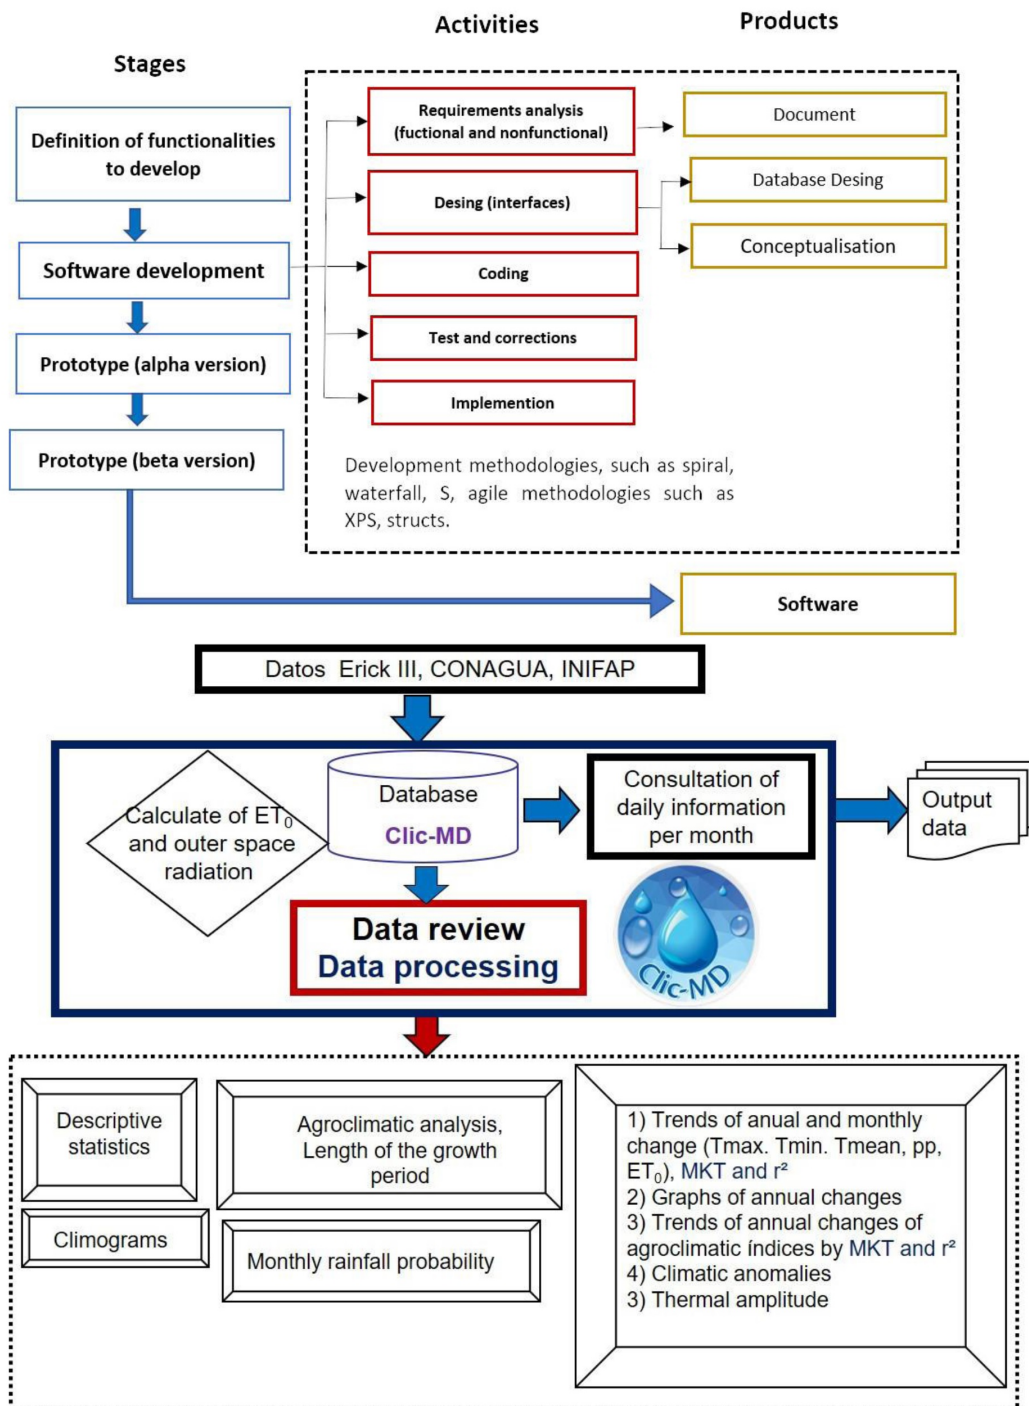 Stages
Activities
Products
Definition of functionalities
to develop
Software development
Prototype (alpha version)
Prototype (beta version)
Requirements analysis
(fuctional and nonfunctional)
Desing (interfaces)
Coding
Test and corrections
Implemention
Document
Database Desing
Conceptualisation
Development methodologies, such as spiral,
waterfall, S, agile methodologies such as
XPS, structs.
Software
Datos Erick III, CONAGUA, INIFAP
Calculate of ET₀
and outer space
radiation
Database
Clic-MD
Consultation of
daily information
per month
Output
data
Data review
Data processing
Clic-MD
Descriptive
statistics
Climograms
Agroclimatic analysis,
Length of the growth
period
Monthly rainfall probability
1) Trends of anual and monthly
change (Tmax. Tmin. Tmean, pp,
ET₀), MKT and r²
2) Graphs of annual changes
3) Trends of annual changes of
agroclimatic índices by MKT and r²
4) Climatic anomalies
3) Thermal amplitude